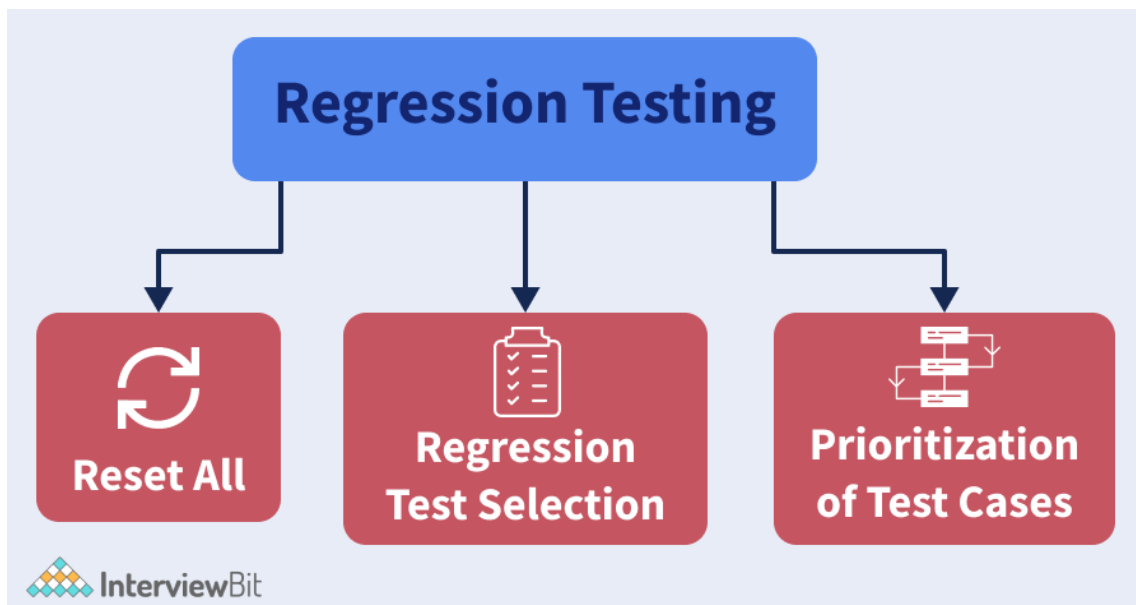 Regression Testing
Reset All
Regression
Test Selection
Prioritization
of Test Cases
InterviewBit